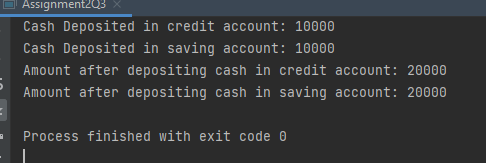 Assignment2Q3
Cash Deposited in credit account: 10000
Cash Deposited in saving account: 10000
Amount after depositing cash in credit account: 20000
Amount after depositing cash in saving account: 20000
Process finished with exit code 0